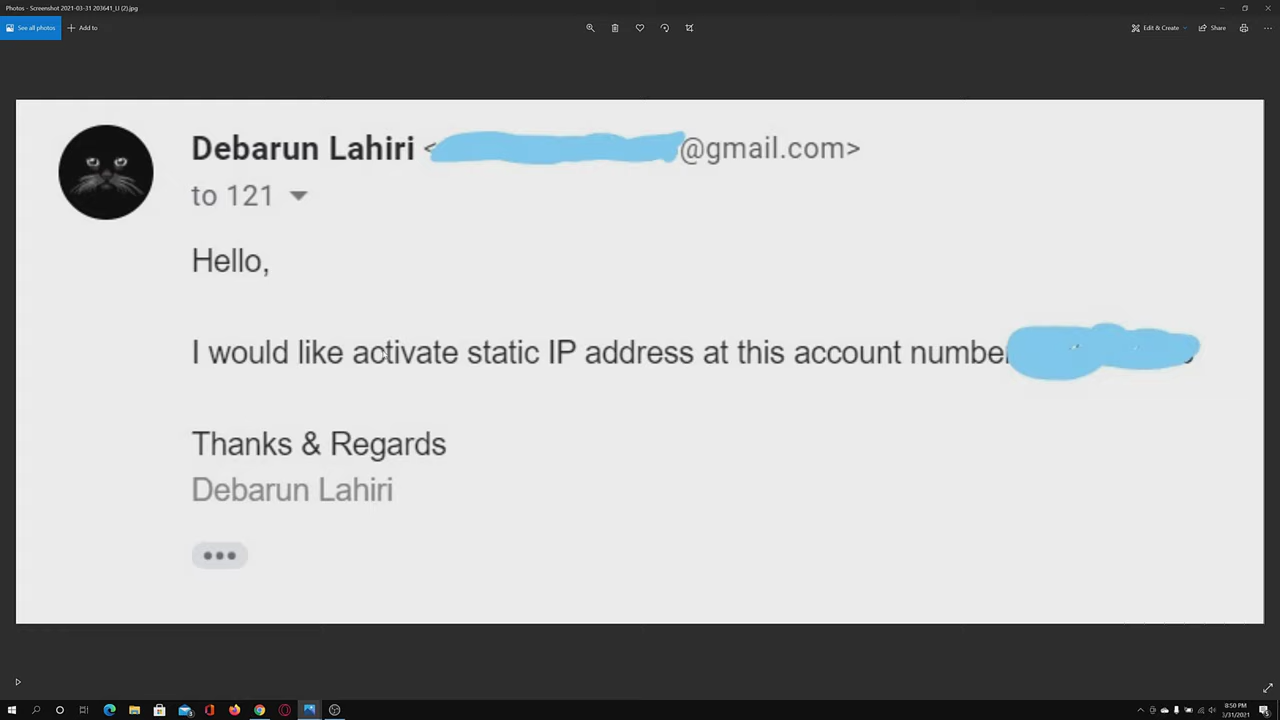 Photos - Screenshot 2021-03-31 203641_LI (2).jpg
See all photos
Add to
Edit & Create
Share
Debarun Lahiri < @gmail.com>
to 121
Hello,
I would like activate static IP address at this account number
Thanks & Regards
Debarun Lahiri
8:50 PM
3/31/2021